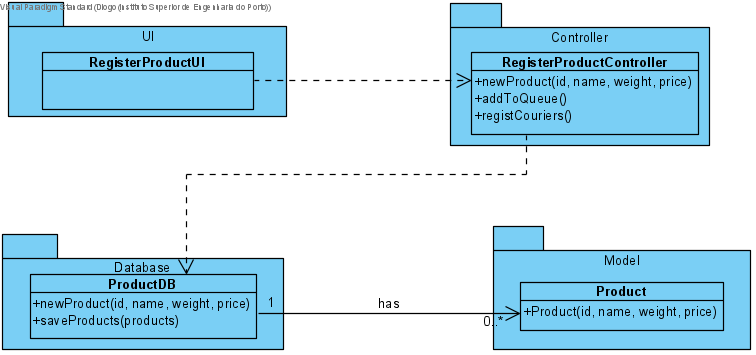 Visual Paradigm Standard (Diogo (Instituto Superior de Engenharia do Porto))
UI
RegisterProductUI
Controller
RegisterProductController
+newProduct(id, name, weight, price)
+addToQueue()
+registCouriers()
Database
ProductDB
+newProduct(id, name, weight, price)
+saveProducts(products)
1
has
0..*
Model
Product
+Product(id, name, weight, price)